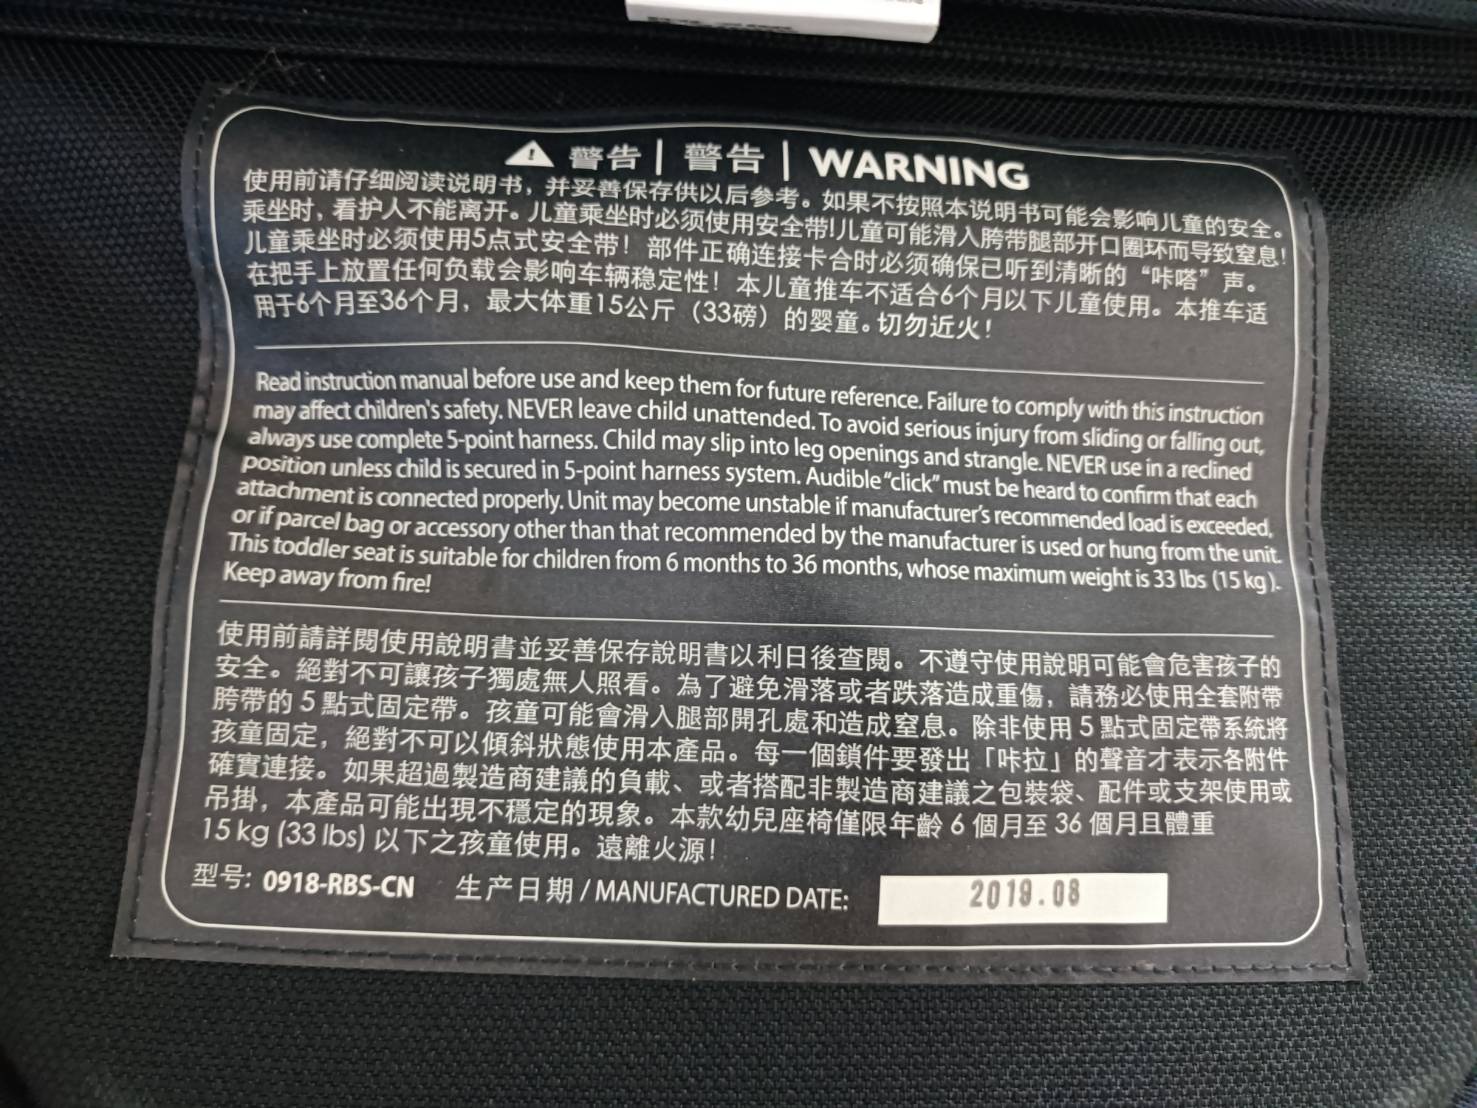 警告 | 警告 | WARNING
使用前请仔细阅读说明书，并妥善保存供以后参考。如果不按照本说明书可能会影响儿童的安全。
乘坐时，看护人不能离开。儿童乘坐时必须使用安全带!儿童可能滑入胯带腿部开口圈环而导致窒息!
儿童乘坐时必须使用5点式安全带！部件正确连接卡合时必须确保已听到清晰的“咔嗒”声。
在把手上放置任何负载会影响车辆稳定性！本儿童推车不适合6个月以下儿童使用。本推车适
用于6个月至36个月，最大体重15公斤（33磅）的婴童。切勿近火!
Read instruction manual before use and keep them for future reference. Failure to comply with this instruction
may affect children's safety. NEVER leave child unattended. To avoid serious injury from sliding or falling out,
always use complete 5-point harness. Child may slip into leg openings and strangle. NEVER use in a reclined
position unless child is secured in 5-point harness system. Audible “click” must be heard to confirm that each
attachment is connected properly. Unit may become unstable if manufacturer's recommended load is exceeded,
or if parcel bag or accessory other than that recommended by the manufacturer is used or hung from the unit.
This toddler seat is suitable for children from 6 months to 36 months, whose maximum weight is 33 lbs (15 kg ).
Keep away from fire!
使用前請詳閱使用說明書並妥善保存說明書以利日後查閱。不遵守使用說明可能會危害孩子的
安全。絕對不可讓孩子獨處無人照看。為了避免滑落或者跌落造成重傷，請務必使用全套附帶
胯帶的 5 點式固定帶。孩童可能會滑入腿部開孔處和造成窒息。除非使用 5 點式固定帶系統將
孩童固定，絕對不可以傾斜狀態使用本產品。每一個鎖件要發出「咔拉」的聲音才表示各附件
確實連接。如果超過製造商建議的負載、或者搭配非製造商建議之包裝袋、配件或支架使用或
吊掛，本產品可能出現不穩定的現象。本款幼兒座椅僅限年齡 6 個月至 36 個月且體重
15 kg (33 lbs) 以下之孩童使用。遠離火源!
型号: 0918-RBS-CN 生产日期 / MANUFACTURED DATE: 2019.08